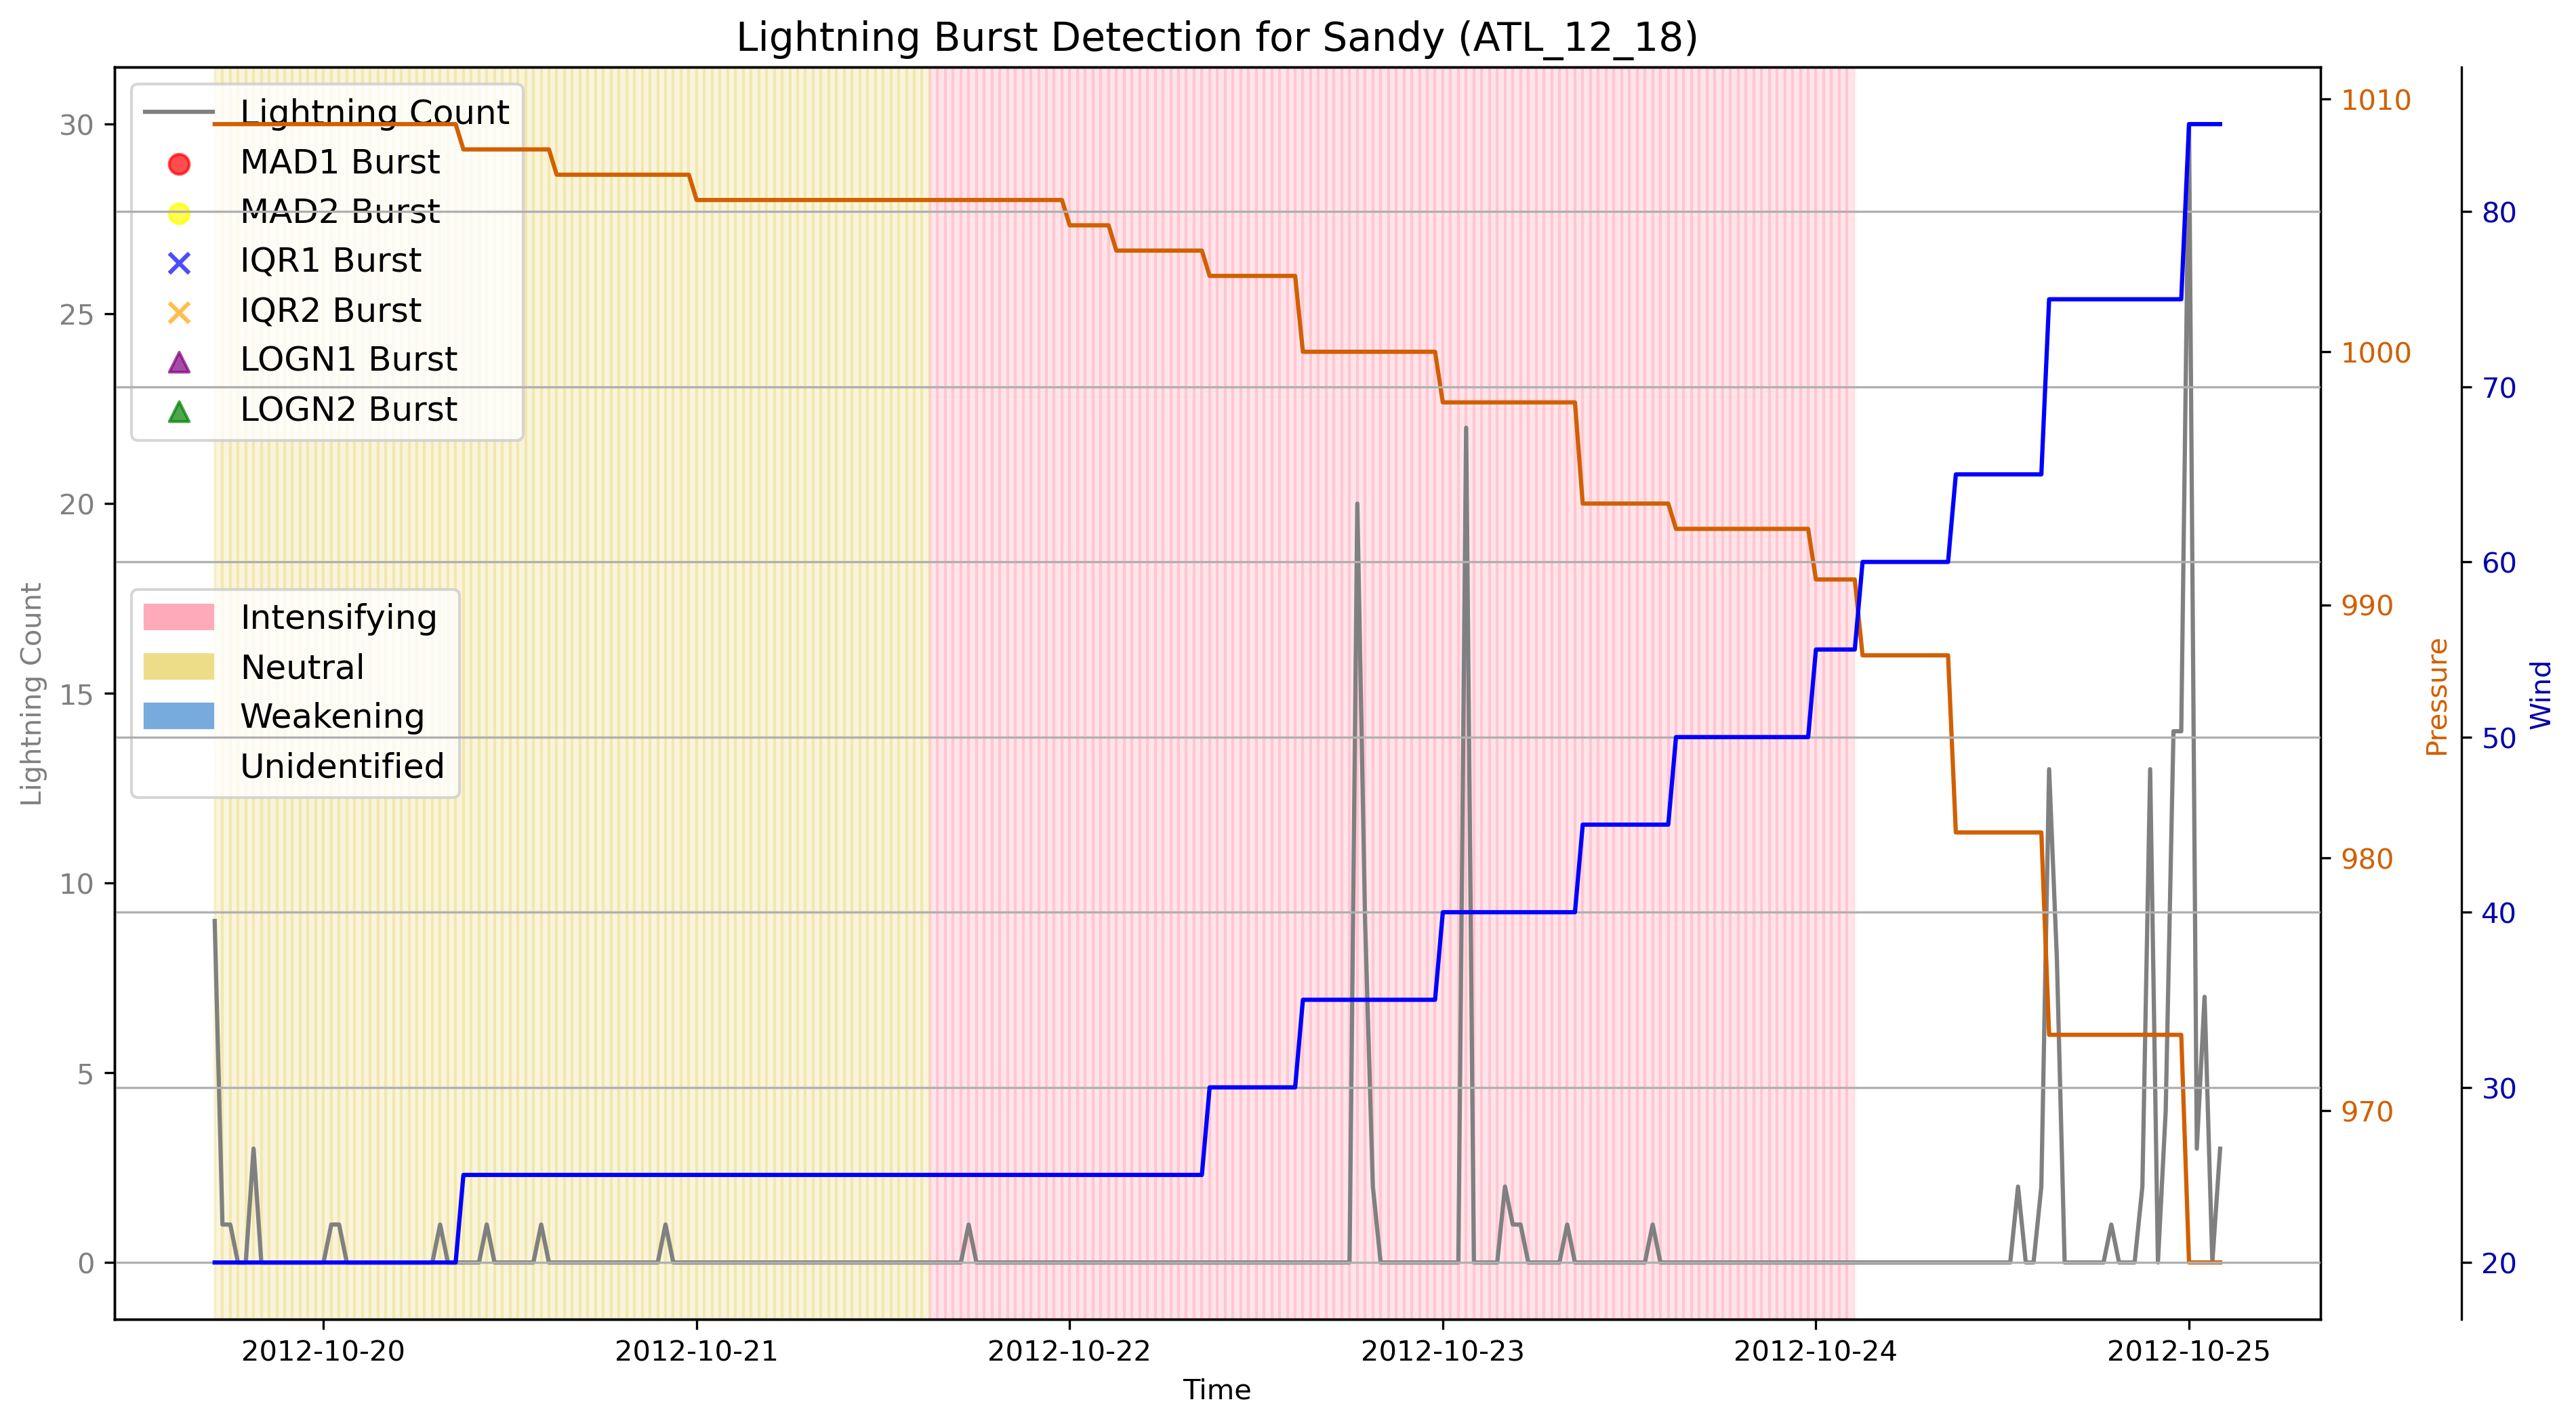 Lightning Burst Detection for Sandy (ATL_12_18)
Lightning Count
MAD1 Burst
MAD2 Burst
IQR1 Burst
IQR2 Burst
LOGN1 Burst
LOGN2 Burst
Intensifying
Neutral
Weakening
Unidentified
Lightning Count
30
25
20
15
10
5
0
1010
1000
990
980
970
Pressure
80
70
60
50
40
30
20
Wind
2012-10-20
2012-10-21
2012-10-22
2012-10-23
2012-10-24
2012-10-25
Time